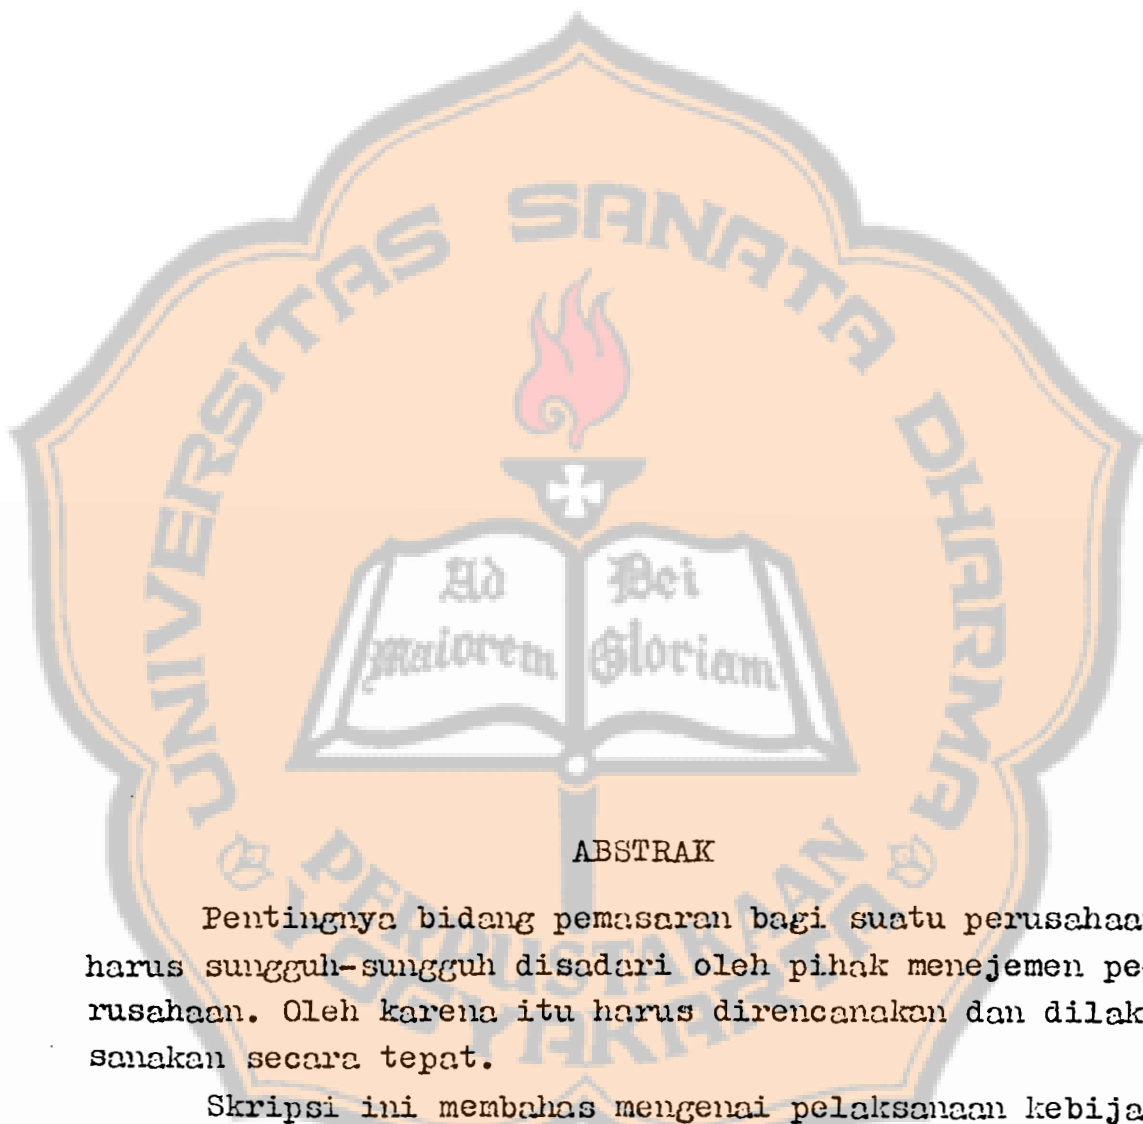 UNIVERSITAS SANATA DHARMA
Ad Dei
Maiorem Gloriam
PERPUSTAKAAN
YOGYAKARTA
ABSTRAK
Pentingnya bidang pemasaran bagi suatu perusahaa
harus sungguh-sungguh disadari oleh pihak menejemen pe-
rusahaan. Oleh karena itu harus direncanakan dan dilak
sanakan secara tepat.
Skripsi ini membahas mengenai pelaksanaan kebija